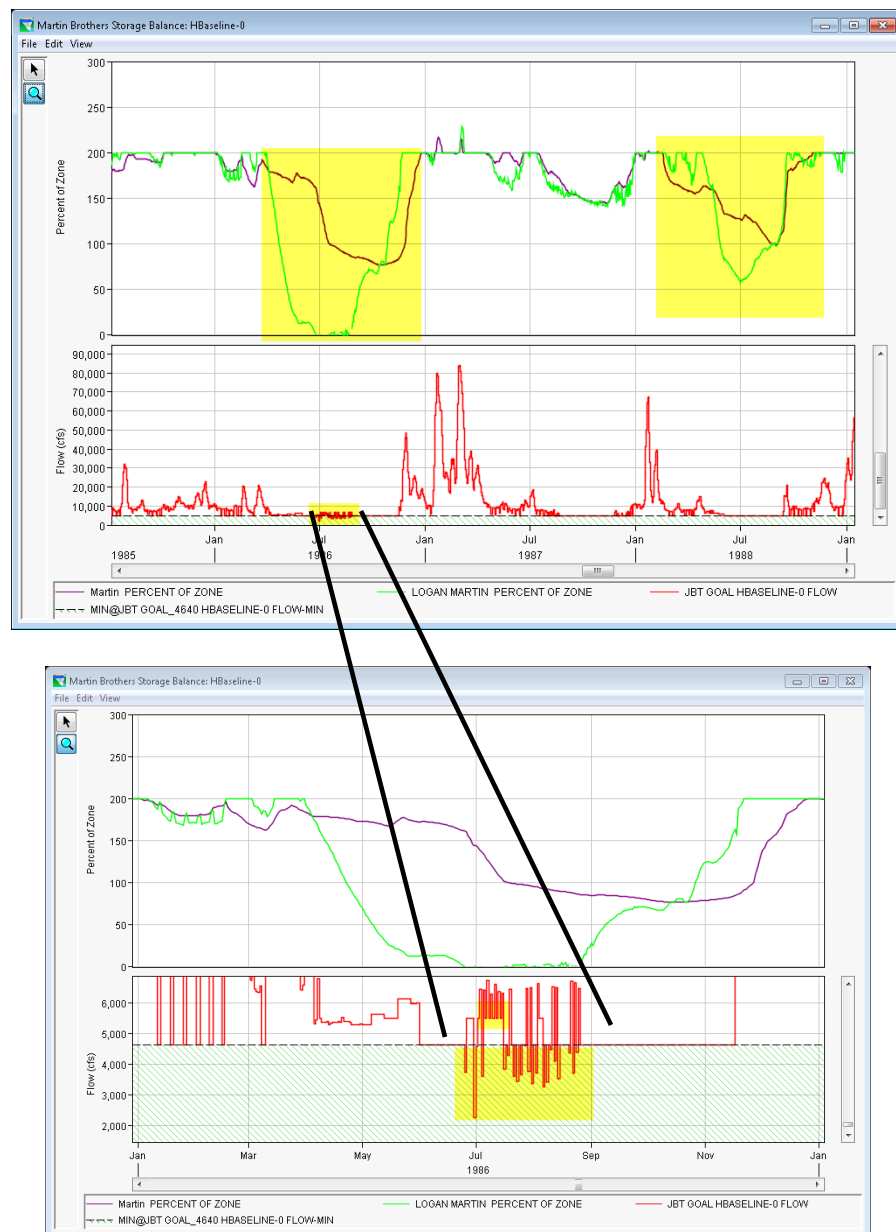 Martin Brothers Storage Balance: HBaseline-0
File Edit View
300
250
200
150
100
50
0
Percent of Zone
90,000
80,000
70,000
60,000
50,000
40,000
30,000
20,000
10,000
0
Flow (cfs)
Jan Jul Jan Jul Jan Jul Jan
1985 1986 1987 1988
Martin PERCENT OF ZONE LOGAN MARTIN PERCENT OF ZONE JBT GOAL HBASELINE-0 FLOW
MIN@JBT GOAL_4640 HBASELINE-0 FLOW-MIN
Martin Brothers Storage Balance: HBaseline-0
File Edit View
300
250
200
150
100
50
0
Percent of Zone
6,000
5,000
4,000
3,000
2,000
Flow (cfs)
Jan Mar May Jul Sep Nov Jan
1986
Martin PERCENT OF ZONE LOGAN MARTIN PERCENT OF ZONE JBT GOAL HBASELINE-0 FLOW
MIN@JBT GOAL_4640 HBASELINE-0 FLOW-MIN